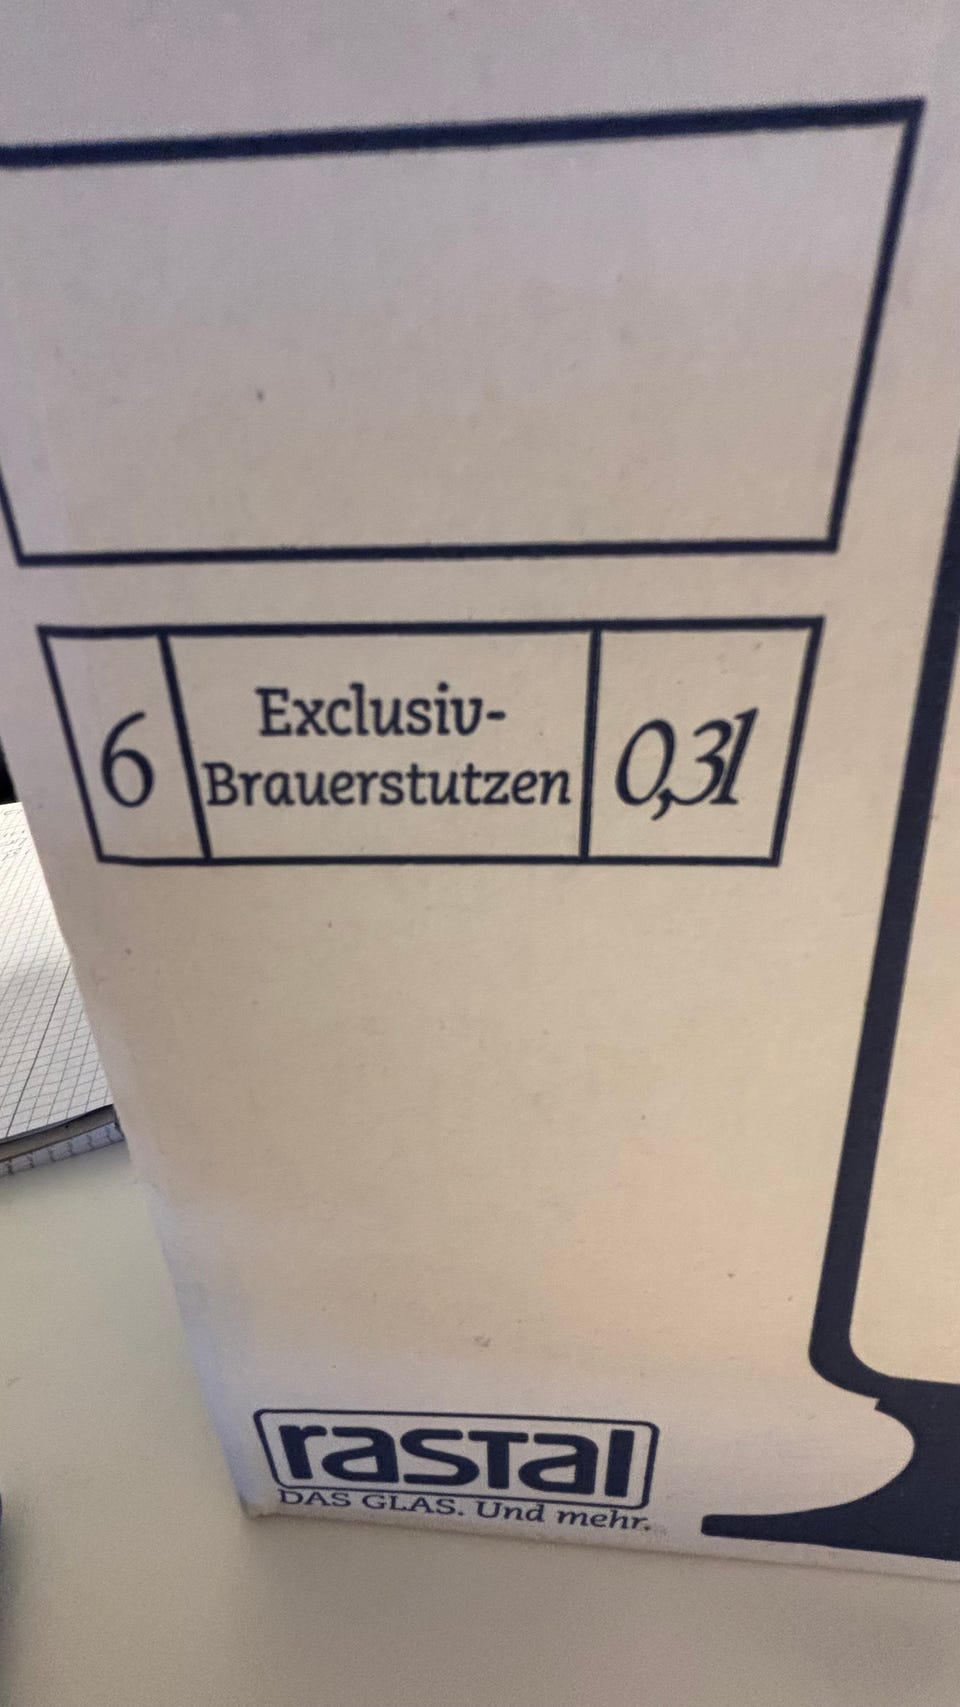 6
Exclusiv-
Brauerstutzen
0,3l
rastal
DAS GLAS. Und mehr.